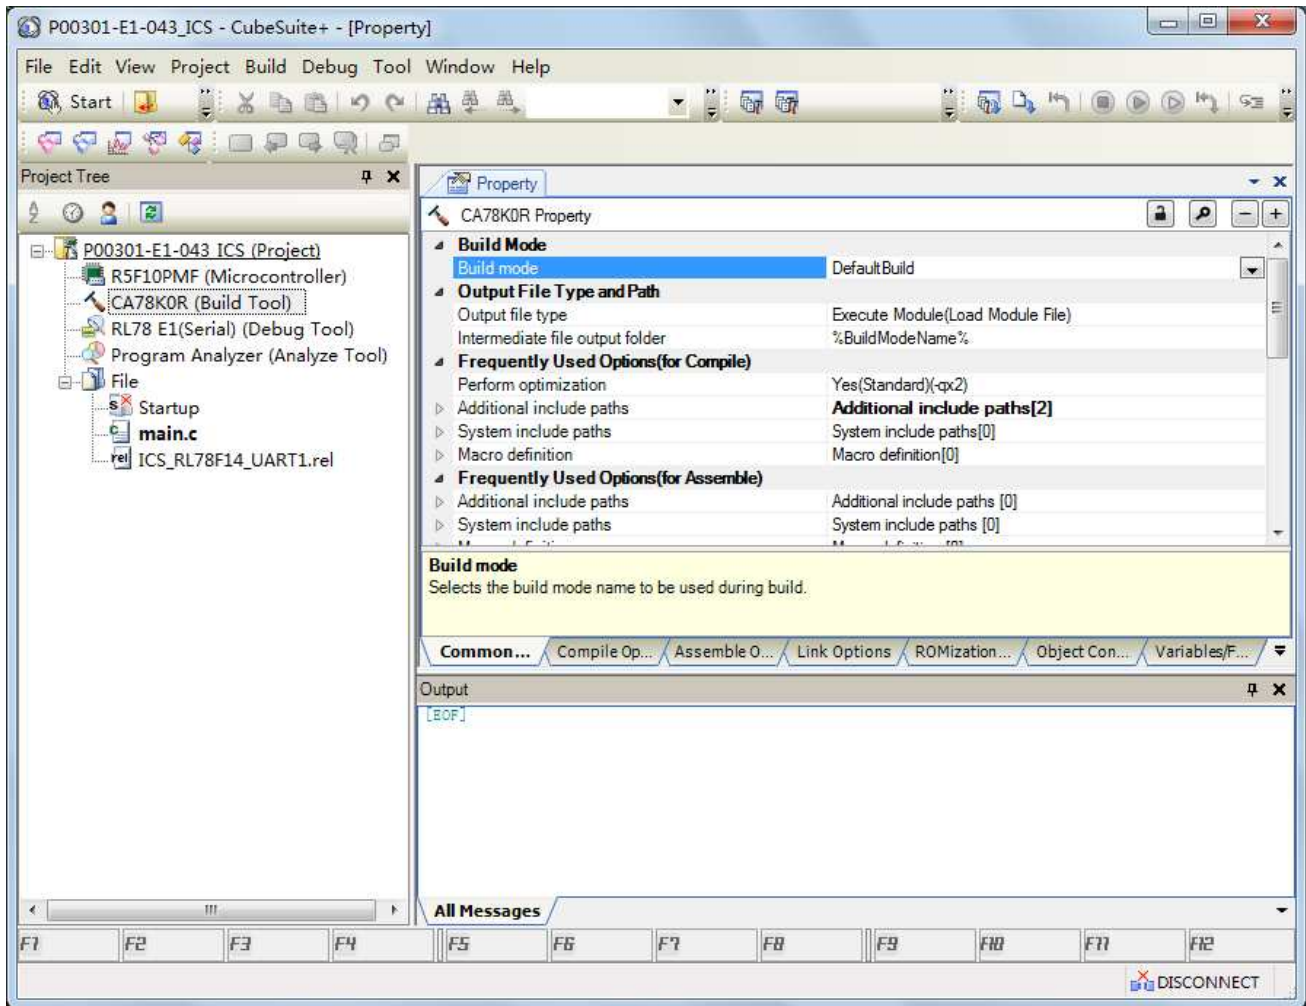 P00301-E1-043_ICS - CubeSuite+ - [Property]
File Edit View Project Build Debug Tool Window Help
Start
Project Tree
P00301-E1-043_ICS (Project)
R5F10PMF (Microcontroller)
CA78K0R (Build Tool)
RL78 E1(Serial) (Debug Tool)
Program Analyzer (Analyze Tool)
File
Startup
main.c
ICS_RL78F14_UART1.rel
Property
CA78K0R Property
Build Mode
Build mode DefaultBuild
Output File Type and Path
Output file type Execute Module(Load Module File)
Intermediate file output folder %BuildModeName%
Frequently Used Options(for Compile)
Perform optimization Yes(Standard)(-qx2)
Additional include paths Additional include paths[2]
System include paths System include paths[0]
Macro definition Macro definition[0]
Frequently Used Options(for Assemble)
Additional include paths Additional include paths [0]
System include paths System include paths [0]
Build mode
Selects the build mode name to be used during build.
Common... Compile Op... Assemble O... Link Options ROMization... Object Con... Variables/F...
Output
[EOF]
All Messages
F1 F2 F3 F4 F5 F6 F7 F8 F9 F10 F11 F12
DISCONNECT